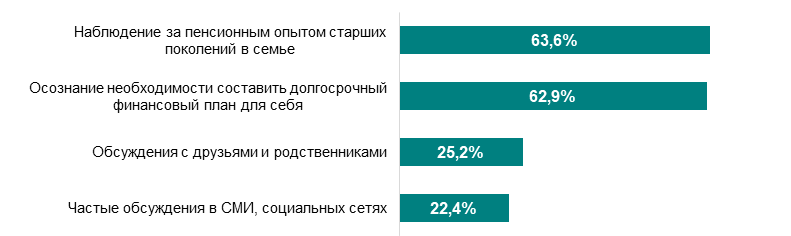 Наблюдение за пенсионным опытом старших
поколений в семье
63,6%
Осознание необходимости составить долгосрочный
финансовый план для себя
62,9%
Обсуждения с друзьями и родственниками
25,2%
Частые обсуждения в СМИ, социальных сетях
22,4%